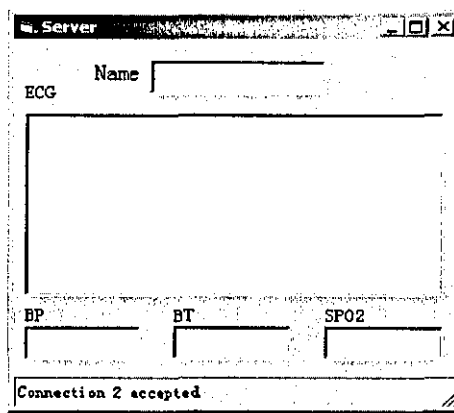 Server
Name
ECG
BP BT SPO2
Connection 2 accepted